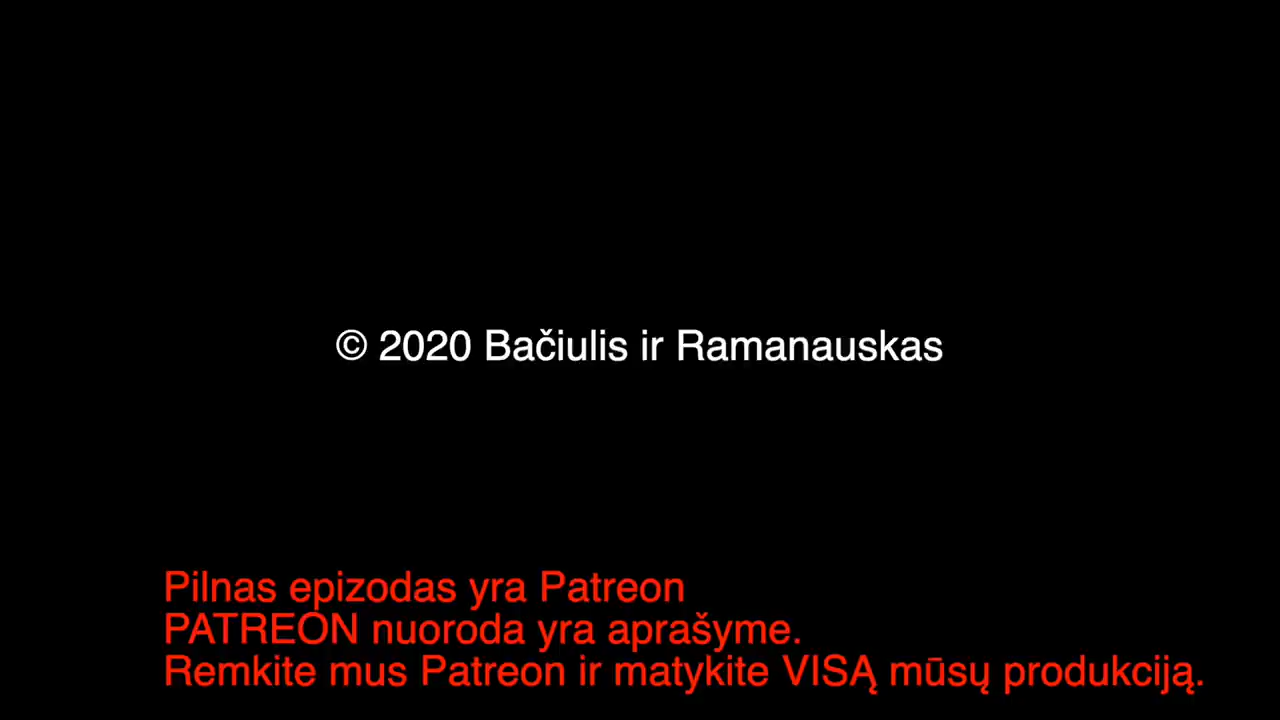 © 2020 Bačiulis ir Ramanauskas
Pilnas epizodas yra Patreon
PATREON nuoroda yra aprašyme.
Remkite mus Patreon ir matykite VISĄ mūsų produkciją.